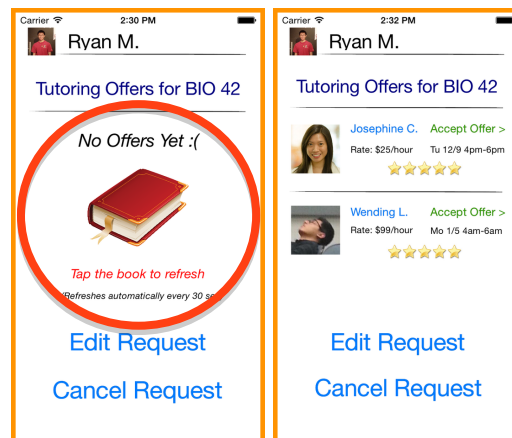 Carrier 2:30 PM
Ryan M.
Tutoring Offers for BIO 42
No Offers Yet :(
Tap the book to refresh
(Refreshes automatically every 30 se
Edit Request
Cancel Request
Carrier 2:32 PM
Ryan M.
Tutoring Offers for BIO 42
Josephine C. Accept Offer >
Rate: $25/hour Tu 12/9 4pm-6pm
Wending L. Accept Offer >
Rate: $99/hour Mo 1/5 4am-6am
Edit Request
Cancel Request